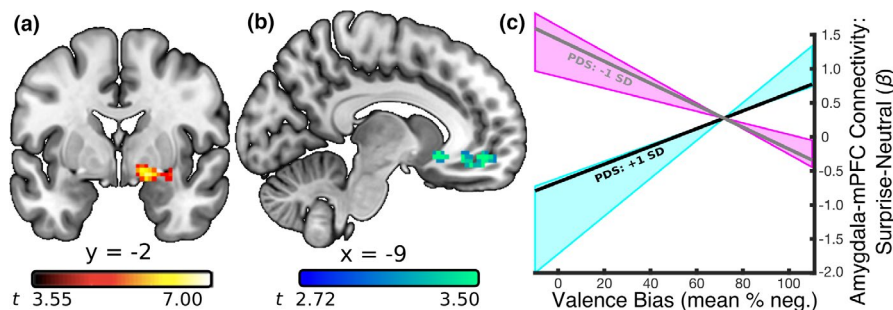 (a)
y = -2
t 3.55 7.00
(b)
x = -9
t 2.72 3.50
(c)
PDS: -1 SD
PDS: +1 SD
1.5
1.0
0.5
0
-0.5
-1.0
-1.5
-2.0
0 20 40 60 80 100
Valence Bias (mean % neg.)
Amygdala-mPFC Connectivity:
Surprise-Neutral (β)